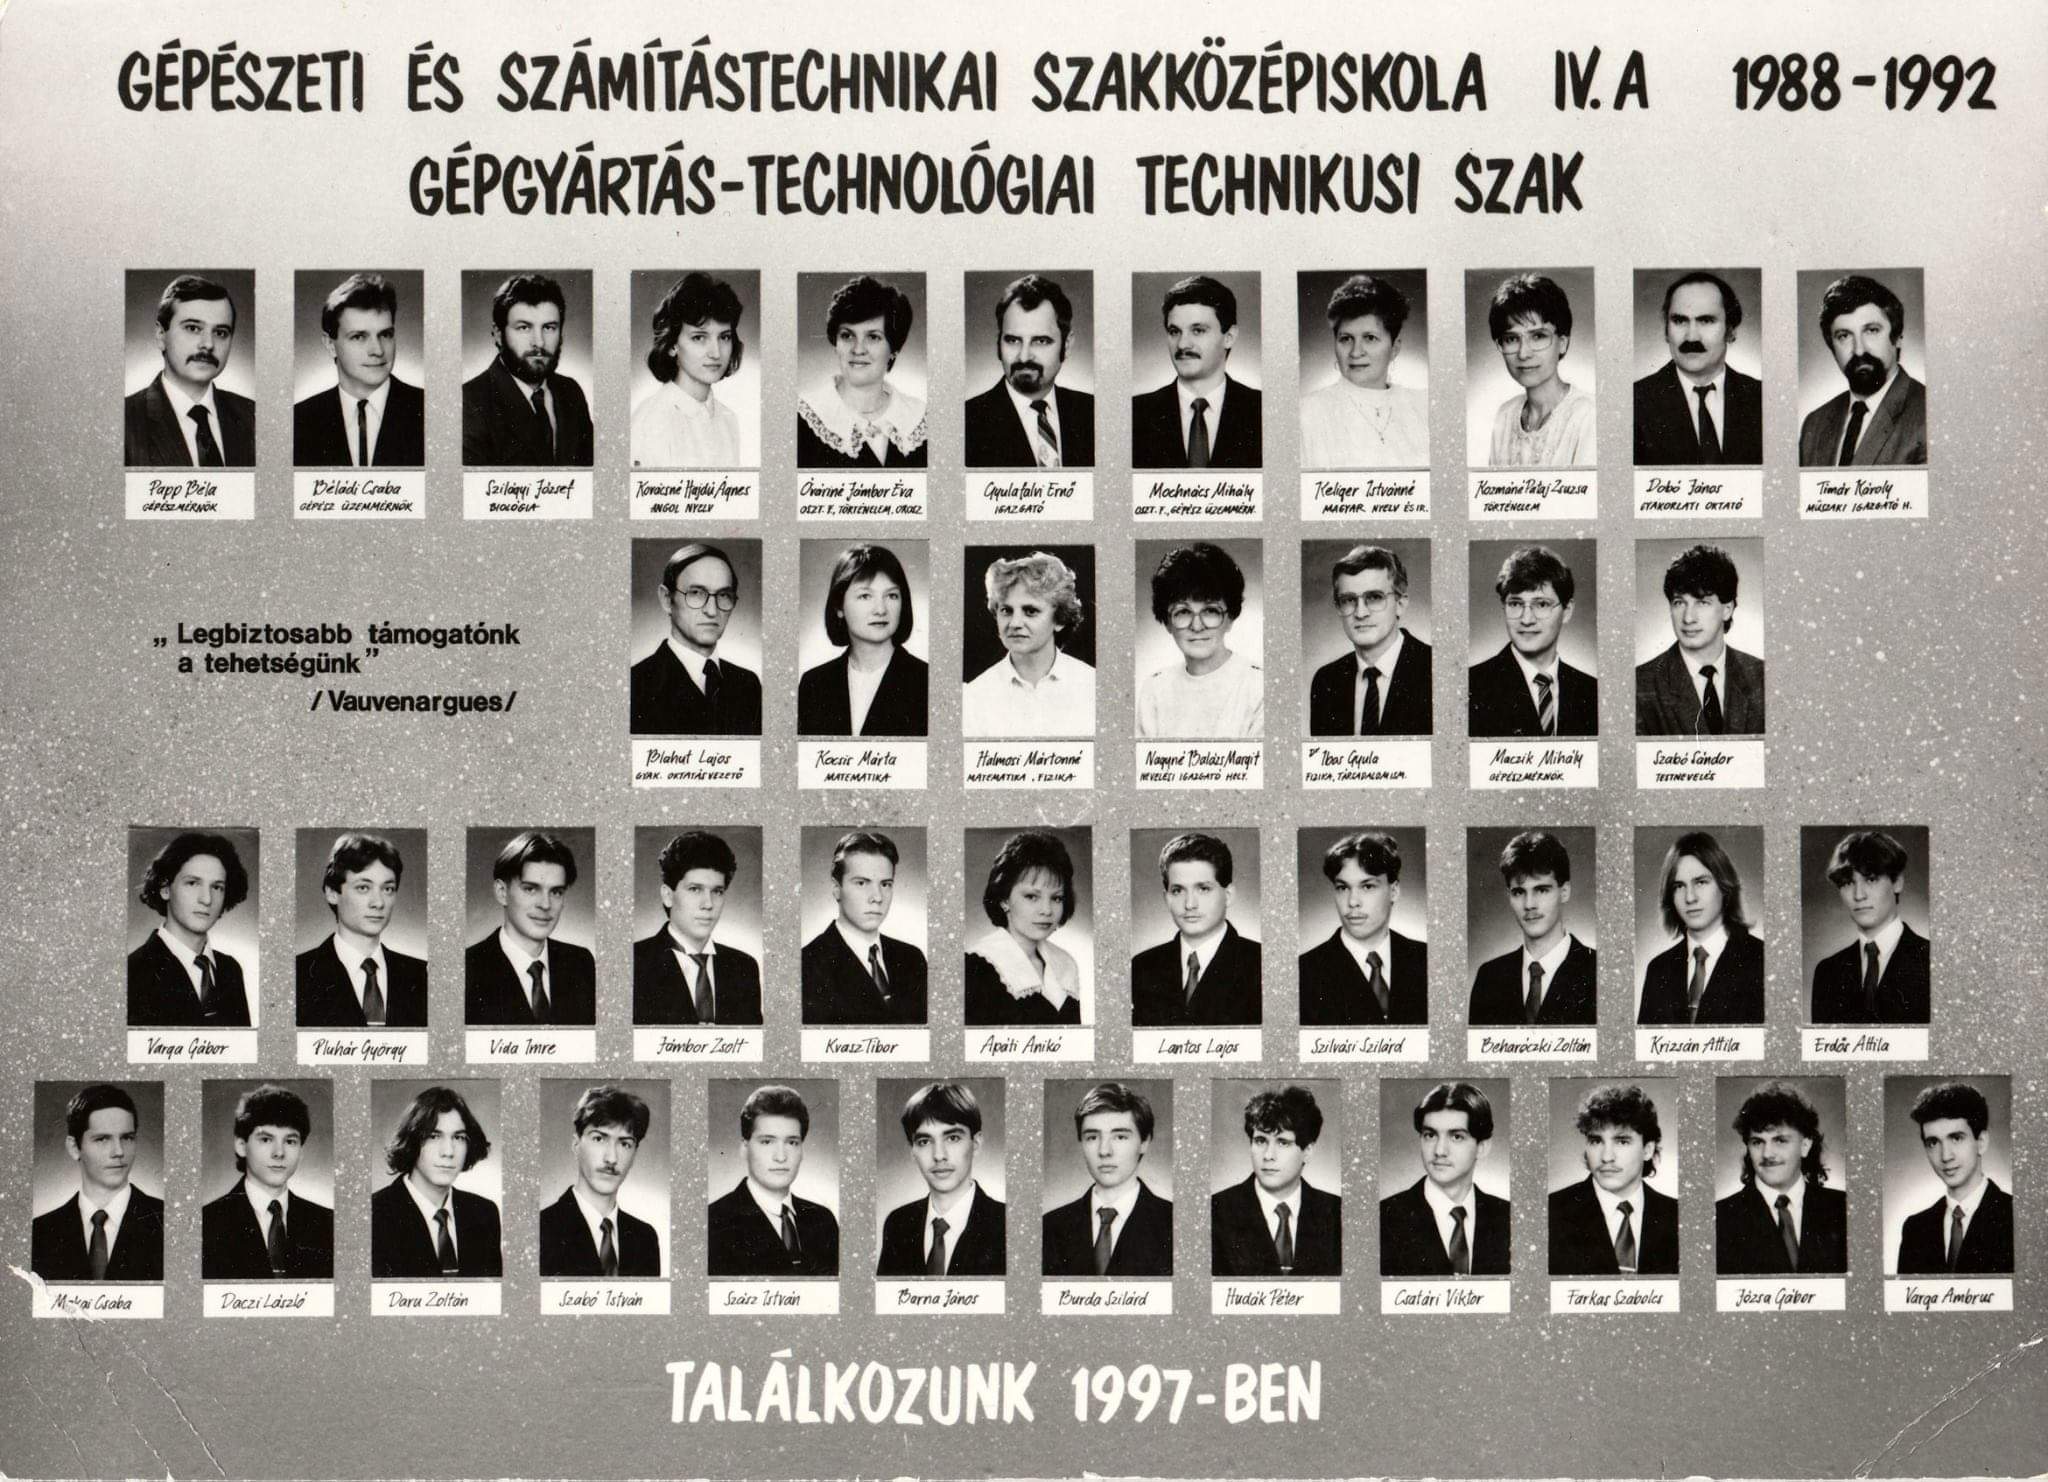 GÉPÉSZETI ÉS SZÁMÍTÁSTECHNIKAI SZAKKÖZÉPISKOLA IV. A 1988-1992
GÉPGYÁRTÁS-TECHNOLÓGIAI TECHNIKUSI SZAK
Papp Béla
GÉPÉSZMÉRNÖK
Béládi Csaba
GÉPÉSZ ÜZEMMÉRNÖK
Szilágyi József
BIOLÓGIA
Kovácsné Hajdú Ágnes
ANGOL NYELV
Óváriné Jámbor Éva
OSZT. F., TÖRTÉNELEM, OROSZ
Gyulafalvi Ernő
IGAZGATÓ
Mochnács Mihály
OSZT. F., GÉPÉSZ ÜZEMMÉRN.
Keliger Istvánné
MAGYAR NYELV ÉS IR.
Kozmáné Pataj Zsuzsa
TÖRTÉNELEM
Dobó János
GYAKORLATI OKTATÓ
Tímár Károly
MŰSZAKI IGAZGATÓ H.
„ Legbiztosabb támogatónk
a tehetségünk”
/Vauvenargues/
Blahut Lajos
GYAK. OKTATÁSVEZETŐ
Kocsis Márta
MATEMATIKA
Halmosi Mártonné
MATEMATIKA, FIZIKA
Nagyné Balázs Margit
NEVELÉSI IGAZGATÓ HELY.
Dr Ibos Gyula
FIZIKA, TÁRSADALOMISM.
Maczik Mihály
GÉPÉSZMÉRNÖK
Szabó Sándor
TESTNEVELÉS
Varga Gábor
Pluhár György
Vida Imre
Jámbor Zsolt
Kvasz Tibor
Apáti Anikó
Lantos Lajos
Szilvási Szilárd
Beharóczki Zoltán
Krizsán Attila
Erdős Attila
Makai Csaba
Daczi László
Daru Zoltán
Szabó István
Szász István
Barna János
Burda Szilárd
Hudák Péter
Csatári Viktor
Farkas Szabolcs
Józsa Gábor
Varga Ambrus
TALÁLKOZUNK 1997-BEN